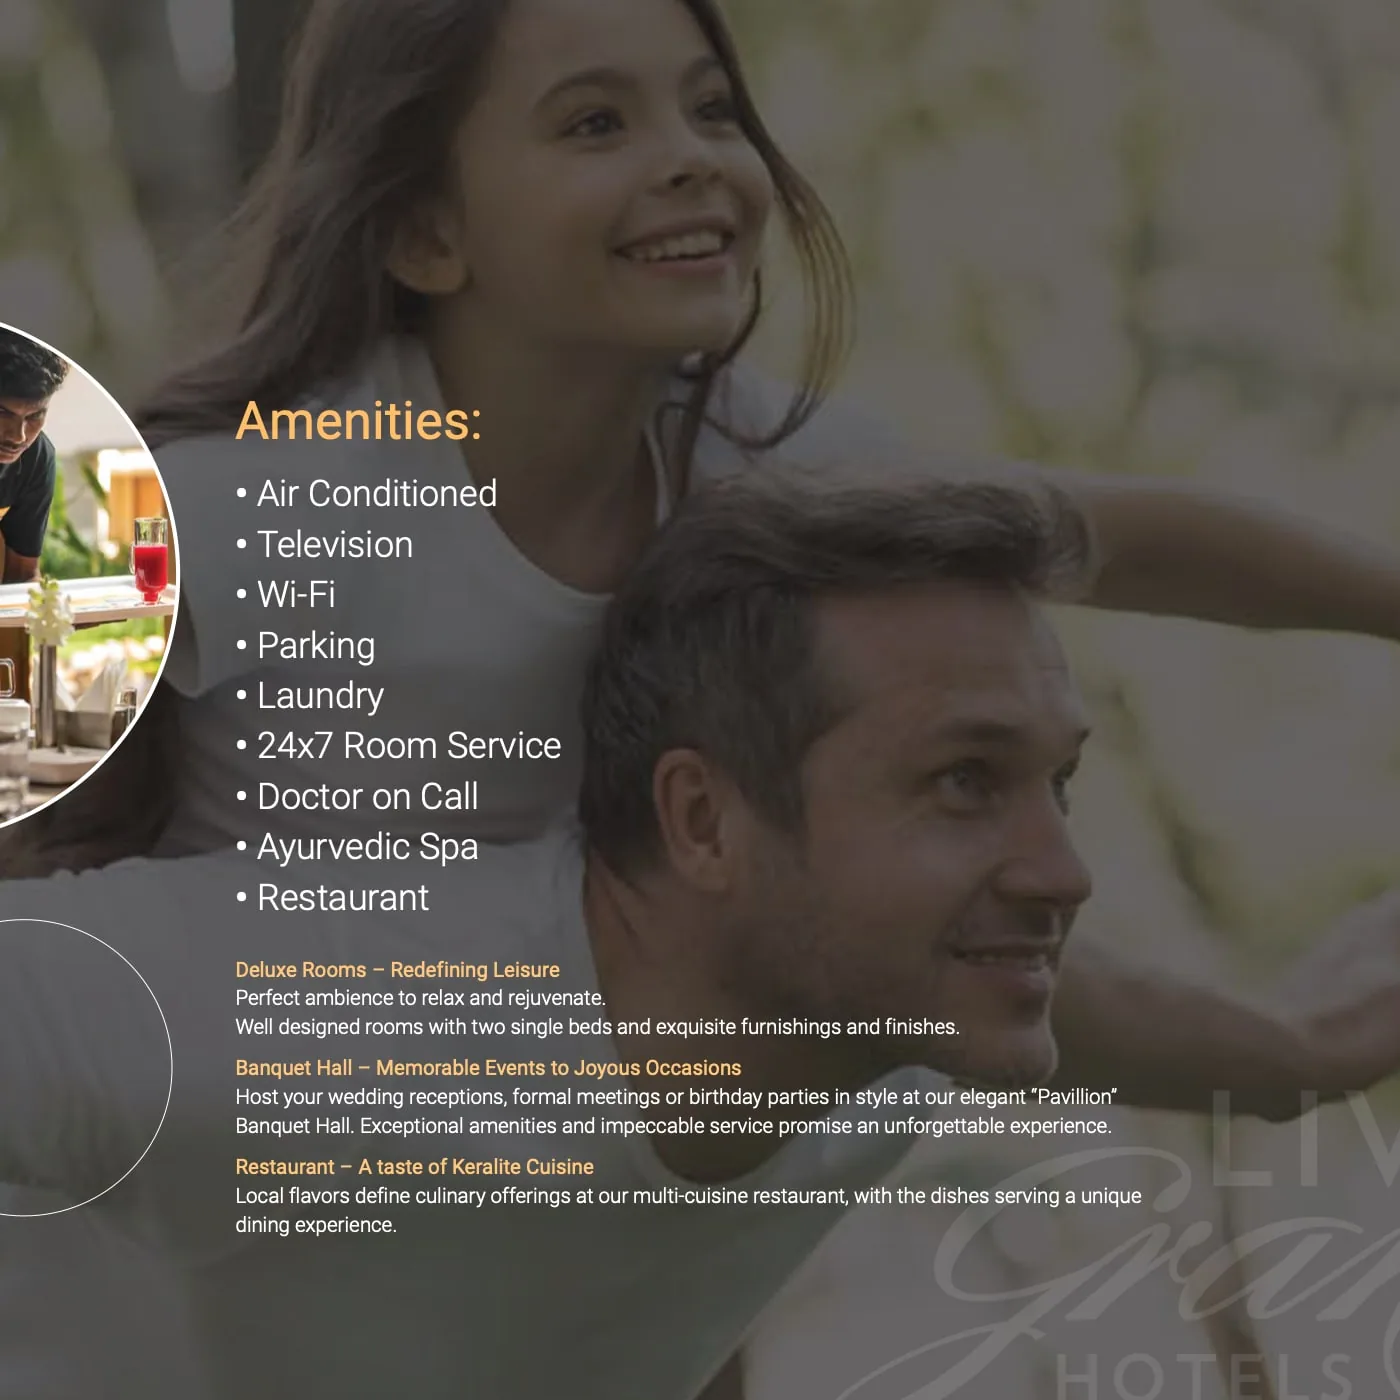 Amenities:
• Air Conditioned
• Television
• Wi-Fi
• Parking
• Laundry
• 24x7 Room Service
• Doctor on Call
• Ayurvedic Spa
• Restaurant
Deluxe Rooms – Redefining Leisure
Perfect ambience to relax and rejuvenate.
Well designed rooms with two single beds and exquisite furnishings and finishes.
Banquet Hall – Memorable Events to Joyous Occasions
Host your wedding receptions, formal meetings or birthday parties in style at our elegant “Pavillion”
Banquet Hall. Exceptional amenities and impeccable service promise an unforgettable experience.
Restaurant – A taste of Keralite Cuisine
Local flavors define culinary offerings at our multi-cuisine restaurant, with the dishes serving a unique
dining experience.
HOTELS